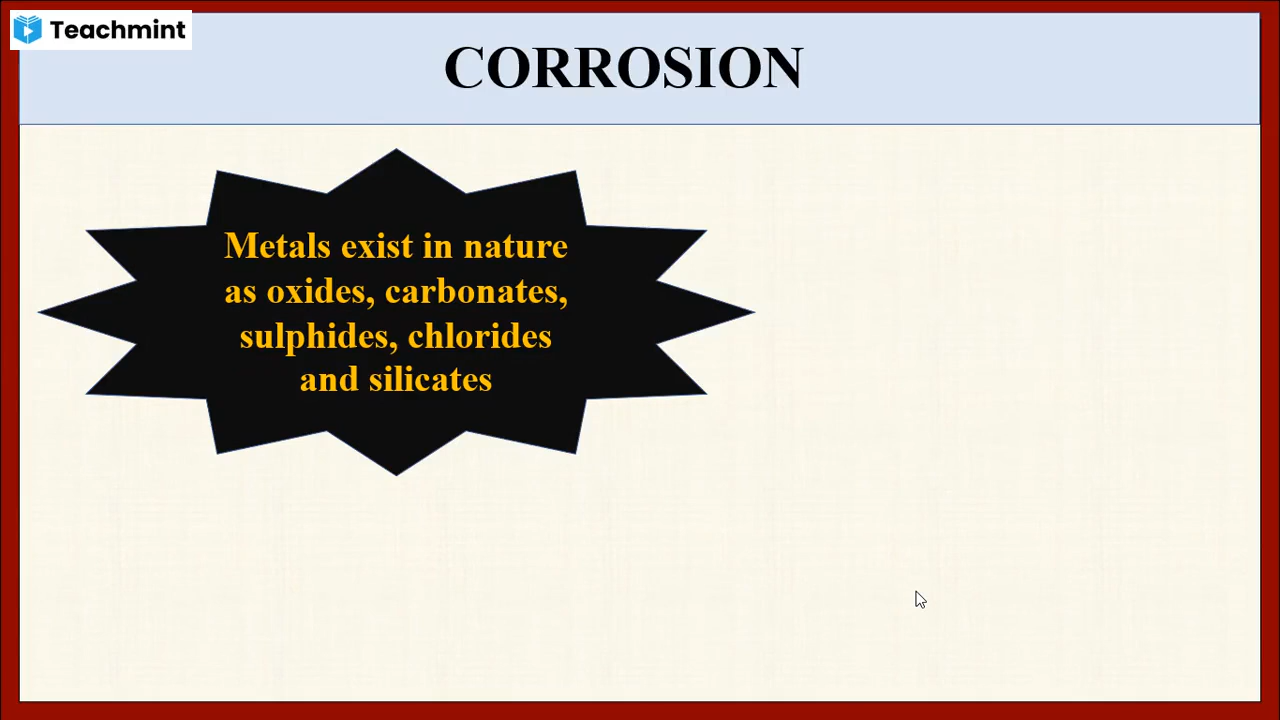 Teachmint
CORROSION
Metals exist in nature
as oxides, carbonates,
sulphides, chlorides
and silicates